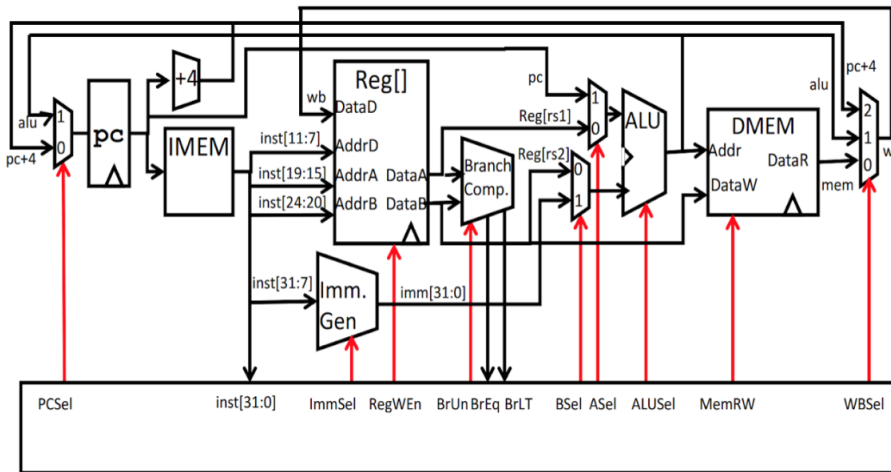 +4
Reg[]
pc
pc+4
wb
DataD
alu
1
pc
0
pc+4
IMEM
inst[11:7]
AddrD
inst[19:15]
AddrA
DataA
inst[24:20]
AddrB
DataB
Branch
Comp.
Reg[rs1]
1
0
Reg[rs2]
0
1
ALU
DMEM
Addr
DataR
DataW
alu
2
1
0
mem
w
inst[31:7]
Imm.
Gen
imm[31:0]
PCSel
inst[31:0]
ImmSel
RegWEn
BrUn
BrEq
BrLT
BSel
ASel
ALUSel
MemRW
WBSel